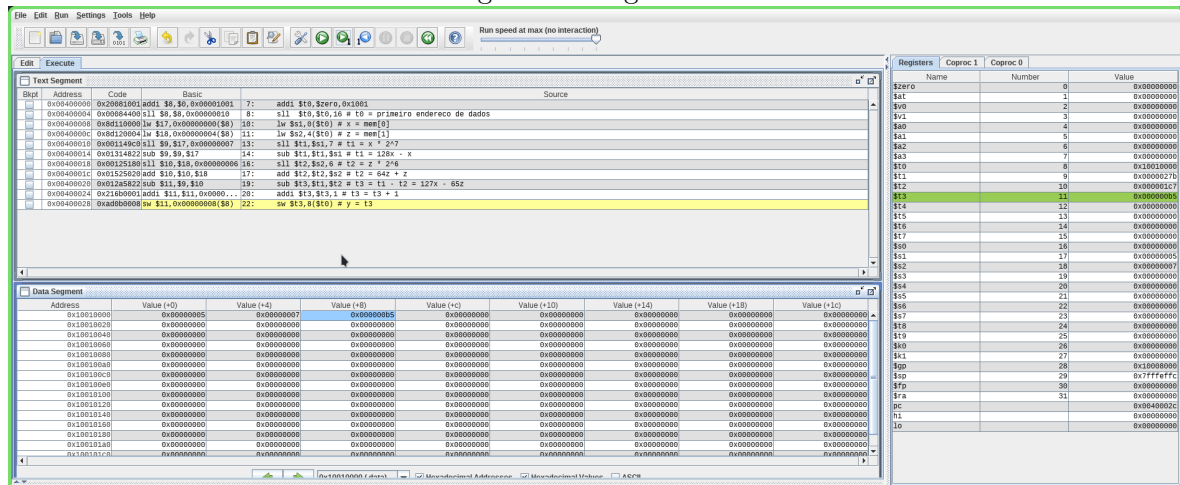 File Edit Run Settings Tools Help
Run speed at max (no interaction)
Edit Execute
Text Segment
Bkpt Address Code Basic Source
0x00400000 0x20081001 addi $8,$0,0x00001001 7: addi $t0,$zero,0x1001
0x00400004 0x00084400 sll $8,$8,0x00000010 8: sll $t0,$t0,16 # t0 = primeiro endereco de dados
0x00400008 0x8d110000 lw $17,0x00000000($8) 10: lw $s1,0($t0) # x = mem[0]
0x0040000c 0x8d120004 lw $18,0x00000004($8) 11: lw $s2,4($t0) # z = mem[1]
0x00400010 0x001149c0 sll $9,$17,0x00000007 13: sll $t1,$s1,7 # t1 = x * 2^7
0x00400014 0x01314822 sub $9,$9,$17 14: sub $t1,$t1,$s1 # t1 = 128x - x
0x00400018 0x00125180 sll $10,$18,0x00000006 16: sll $t2,$s2,6 # t2 = z * 2^6
0x0040001c 0x01525020 add $10,$10,$18 17: add $t2,$t2,$s2 # t2 = 64z + z
0x00400020 0x012a5822 sub $11,$9,$10 19: sub $t3,$t1,$t2 # t3 = t1 - t2 = 127x - 65z
0x00400024 0x216b0001 addi $11,$11,0x0000... 20: addi $t3,$t3,1 # t3 = t3 + 1
0x00400028 0xad0b0008 sw $11,0x00000008($8) 22: sw $t3,8($t0) # y = t3
Data Segment
Address Value (+0) Value (+4) Value (+8) Value (+c) Value (+10) Value (+14) Value (+18) Value (+1c)
0x10010000 0x00000005 0x00000007 0x000000b5 0x00000000 0x00000000 0x00000000 0x00000000 0x00000000
0x10010020 0x00000000 0x00000000 0x00000000 0x00000000 0x00000000 0x00000000 0x00000000 0x00000000
0x10010040 0x00000000 0x00000000 0x00000000 0x00000000 0x00000000 0x00000000 0x00000000 0x00000000
0x10010060 0x00000000 0x00000000 0x00000000 0x00000000 0x00000000 0x00000000 0x00000000 0x00000000
0x10010080 0x00000000 0x00000000 0x00000000 0x00000000 0x00000000 0x00000000 0x00000000 0x00000000
0x100100a0 0x00000000 0x00000000 0x00000000 0x00000000 0x00000000 0x00000000 0x00000000 0x00000000
0x100100c0 0x00000000 0x00000000 0x00000000 0x00000000 0x00000000 0x00000000 0x00000000 0x00000000
0x100100e0 0x00000000 0x00000000 0x00000000 0x00000000 0x00000000 0x00000000 0x00000000 0x00000000
0x10010100 0x00000000 0x00000000 0x00000000 0x00000000 0x00000000 0x00000000 0x00000000 0x00000000
0x10010120 0x00000000 0x00000000 0x00000000 0x00000000 0x00000000 0x00000000 0x00000000 0x00000000
0x10010140 0x00000000 0x00000000 0x00000000 0x00000000 0x00000000 0x00000000 0x00000000 0x00000000
0x10010160 0x00000000 0x00000000 0x00000000 0x00000000 0x00000000 0x00000000 0x00000000 0x00000000
0x10010180 0x00000000 0x00000000 0x00000000 0x00000000 0x00000000 0x00000000 0x00000000 0x00000000
0x100101a0 0x00000000 0x00000000 0x00000000 0x00000000 0x00000000 0x00000000 0x00000000 0x00000000
0x100101c0 0x00000000 0x00000000 0x00000000 0x00000000 0x00000000 0x00000000 0x00000000 0x00000000
0x10010000 (.data) Hexadecimal Addresses Hexadecimal Values ASCII
Registers Coproc 1 Coproc 0
Name Number Value
$zero 0 0x00000000
$at 1 0x00000000
$v0 2 0x00000000
$v1 3 0x00000000
$a0 4 0x00000000
$a1 5 0x00000000
$a2 6 0x00000000
$a3 7 0x00000000
$t0 8 0x10010000
$t1 9 0x0000027b
$t2 10 0x000001c7
$t3 11 0x000000b5
$t4 12 0x00000000
$t5 13 0x00000000
$t6 14 0x00000000
$t7 15 0x00000000
$s0 16 0x00000000
$s1 17 0x00000005
$s2 18 0x00000007
$s3 19 0x00000000
$s4 20 0x00000000
$s5 21 0x00000000
$s6 22 0x00000000
$s7 23 0x00000000
$t8 24 0x00000000
$t9 25 0x00000000
$k0 26 0x00000000
$k1 27 0x00000000
$gp 28 0x10008000
$sp 29 0x7fffeffc
$fp 30 0x00000000
$ra 31 0x00000000
pc 0x0040002c
hi 0x00000000
lo 0x00000000